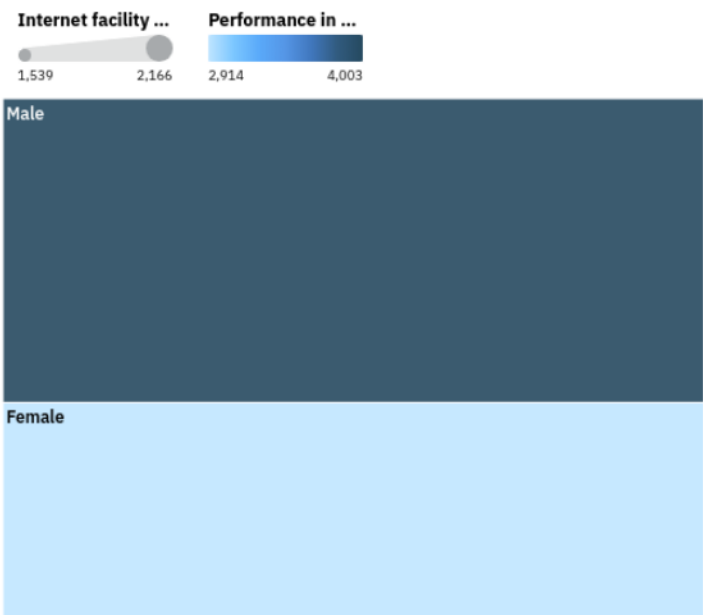 Internet facility ... Performance in ...
1,539 2,166 2,914 4,003
Male
Female